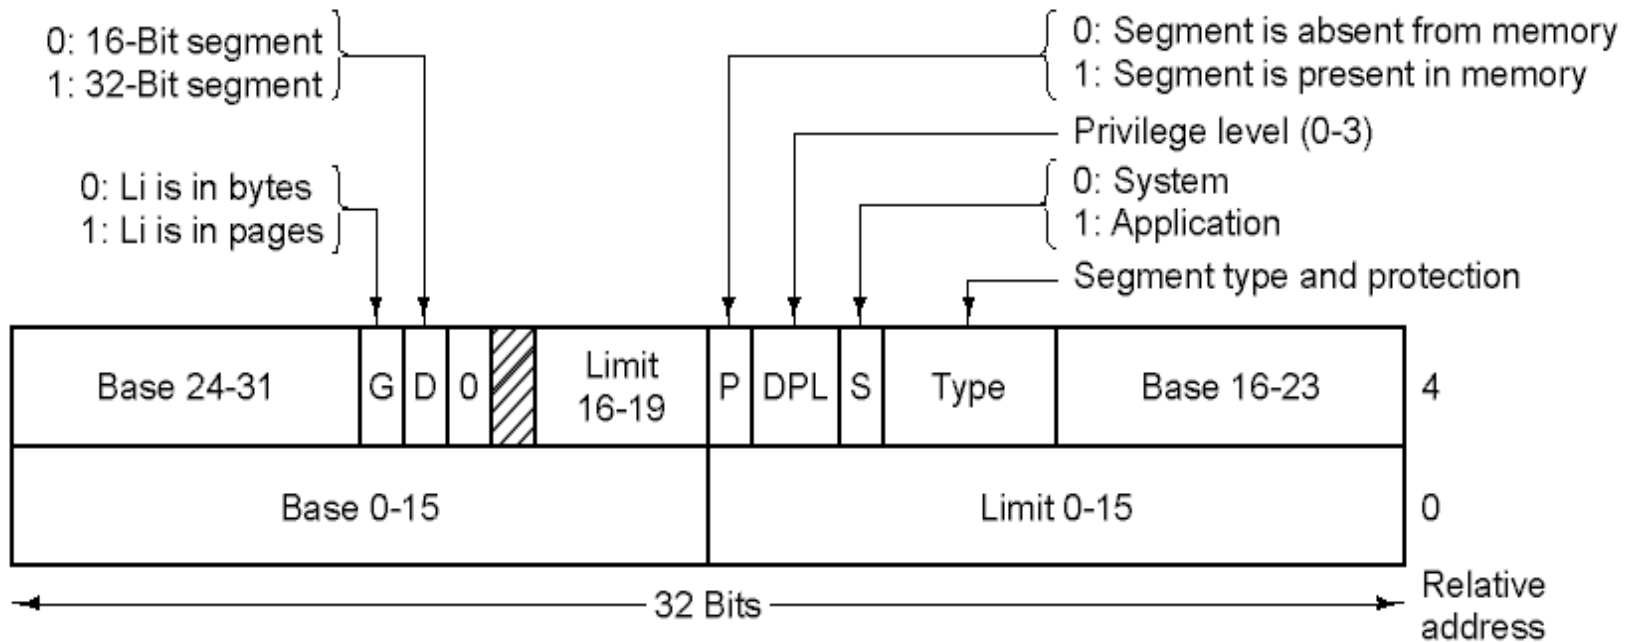 0: 16-Bit segment
1: 32-Bit segment
0: Li is in bytes
1: Li is in pages
0: Segment is absent from memory
1: Segment is present in memory
Privilege level (0-3)
0: System
1: Application
Segment type and protection
Base 24-31 G D 0 Limit 16-19 P DPL S Type Base 16-23 4
Base 0-15 Limit 0-15 0
32 Bits
Relative
address